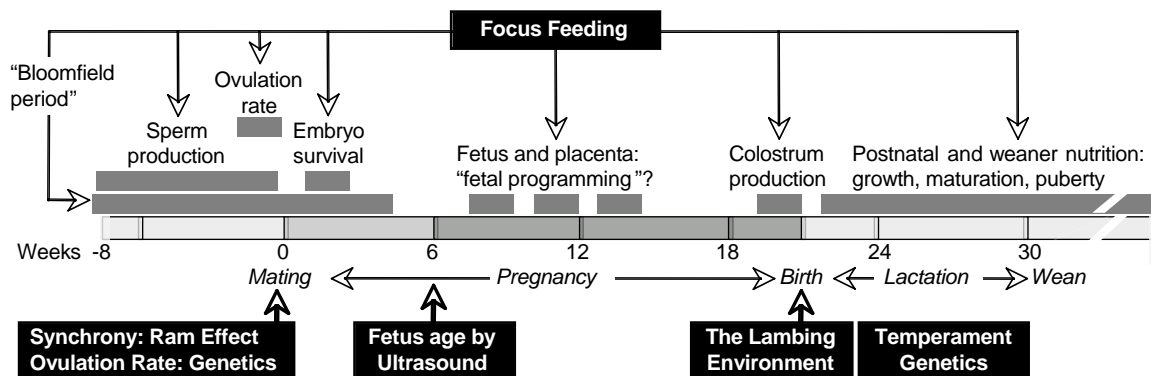 Focus Feeding
“Bloomfield
period”
Ovulation
rate
Sperm
production
Embryo
survival
Fetus and placenta:
“fetal programming”?
Colostrum
production
Postnatal and weaner nutrition:
growth, maturation, puberty
Weeks -8 0 6 12 18 24 30
Mating Pregnancy Birth Lactation Wean
Synchrony: Ram Effect
Ovulation Rate: Genetics
Fetus age by
Ultrasound
The Lambing
Environment
Temperament
Genetics